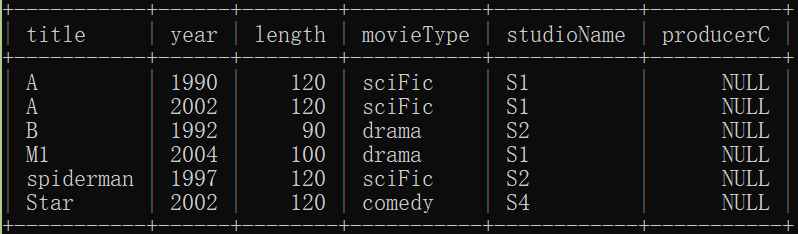 title year length movieType studioName producerC
A 1990 120 sciFic S1 NULL
A 2002 120 sciFic S1 NULL
B 1992 90 drama S2 NULL
M1 2004 100 drama S1 NULL
spiderman 1997 120 sciFic S2 NULL
Star 2002 120 comedy S4 NULL